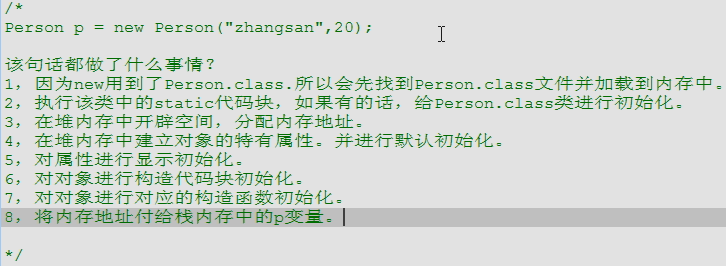 /*
Person p = new Person("zhangsan",20);
该句话都做了什么事情?
1,因为new用到了Person.class.所以会先找到Person.class文件并加载到内存中。
2,执行该类中的static代码块,如果有的话,给Person.class类进行初始化。
3,在堆内存中开辟空间,分配内存地址。
4,在堆内存中建立对象的特有属性。并进行默认初始化。
5,对属性进行显示初始化。
6,对对象进行构造代码块初始化。
7,对对象进行对应的构造函数初始化。
8,将内存地址付给栈内存中的p变量。
*/